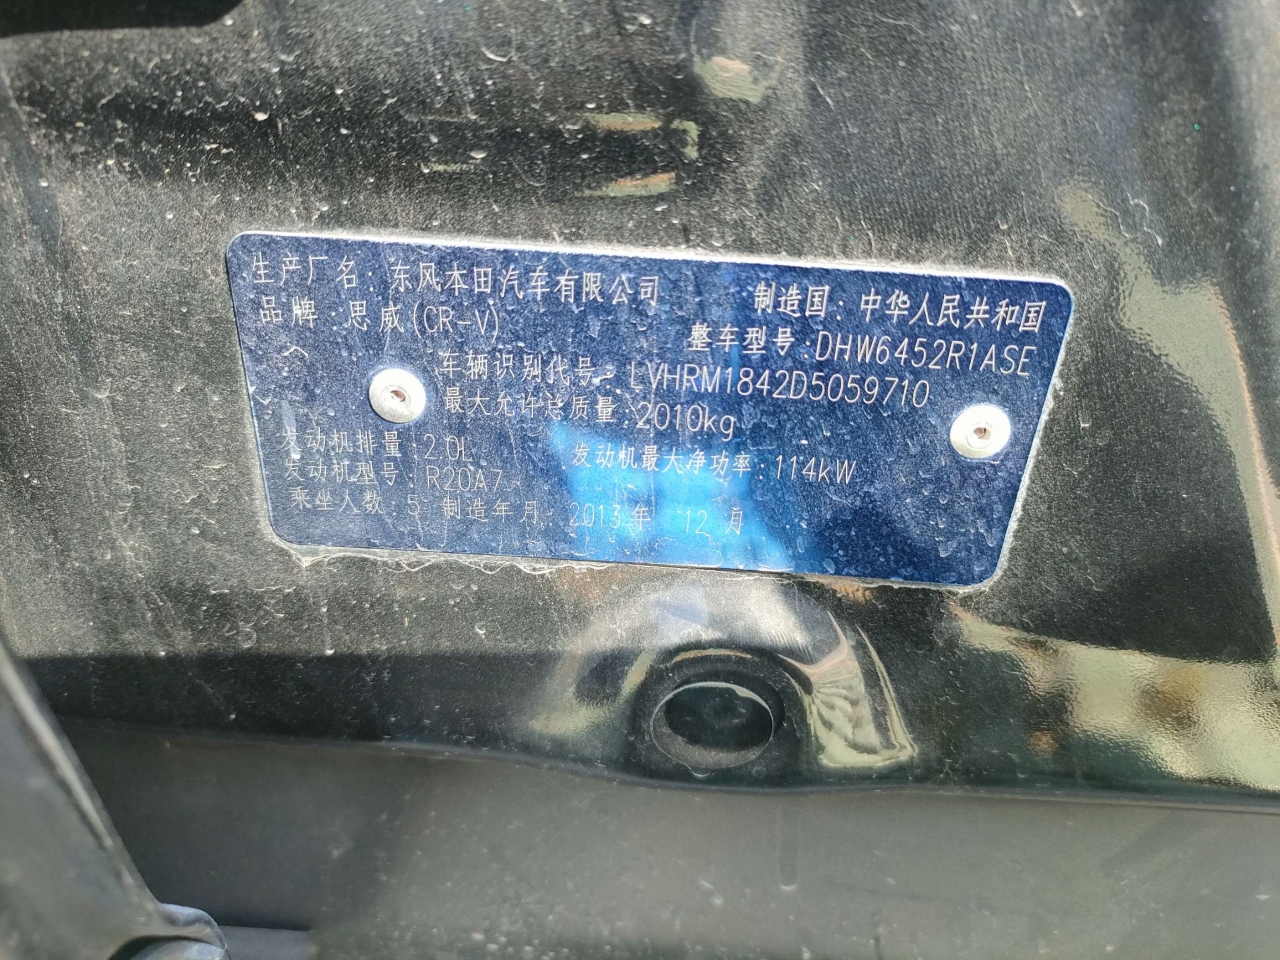 生产厂名：东风本田汽车有限公司 制造国：中华人民共和国
品牌：思威(CR-V) 整车型号：DHW6452R1ASE
车辆识别代号：LVHRM1842D5059710
最大允许总质量：2010kg
发动机排量：2.0L 发动机最大净功率：114kW
发动机型号：R20A7
乘坐人数：5 制造年月：2013年 12月